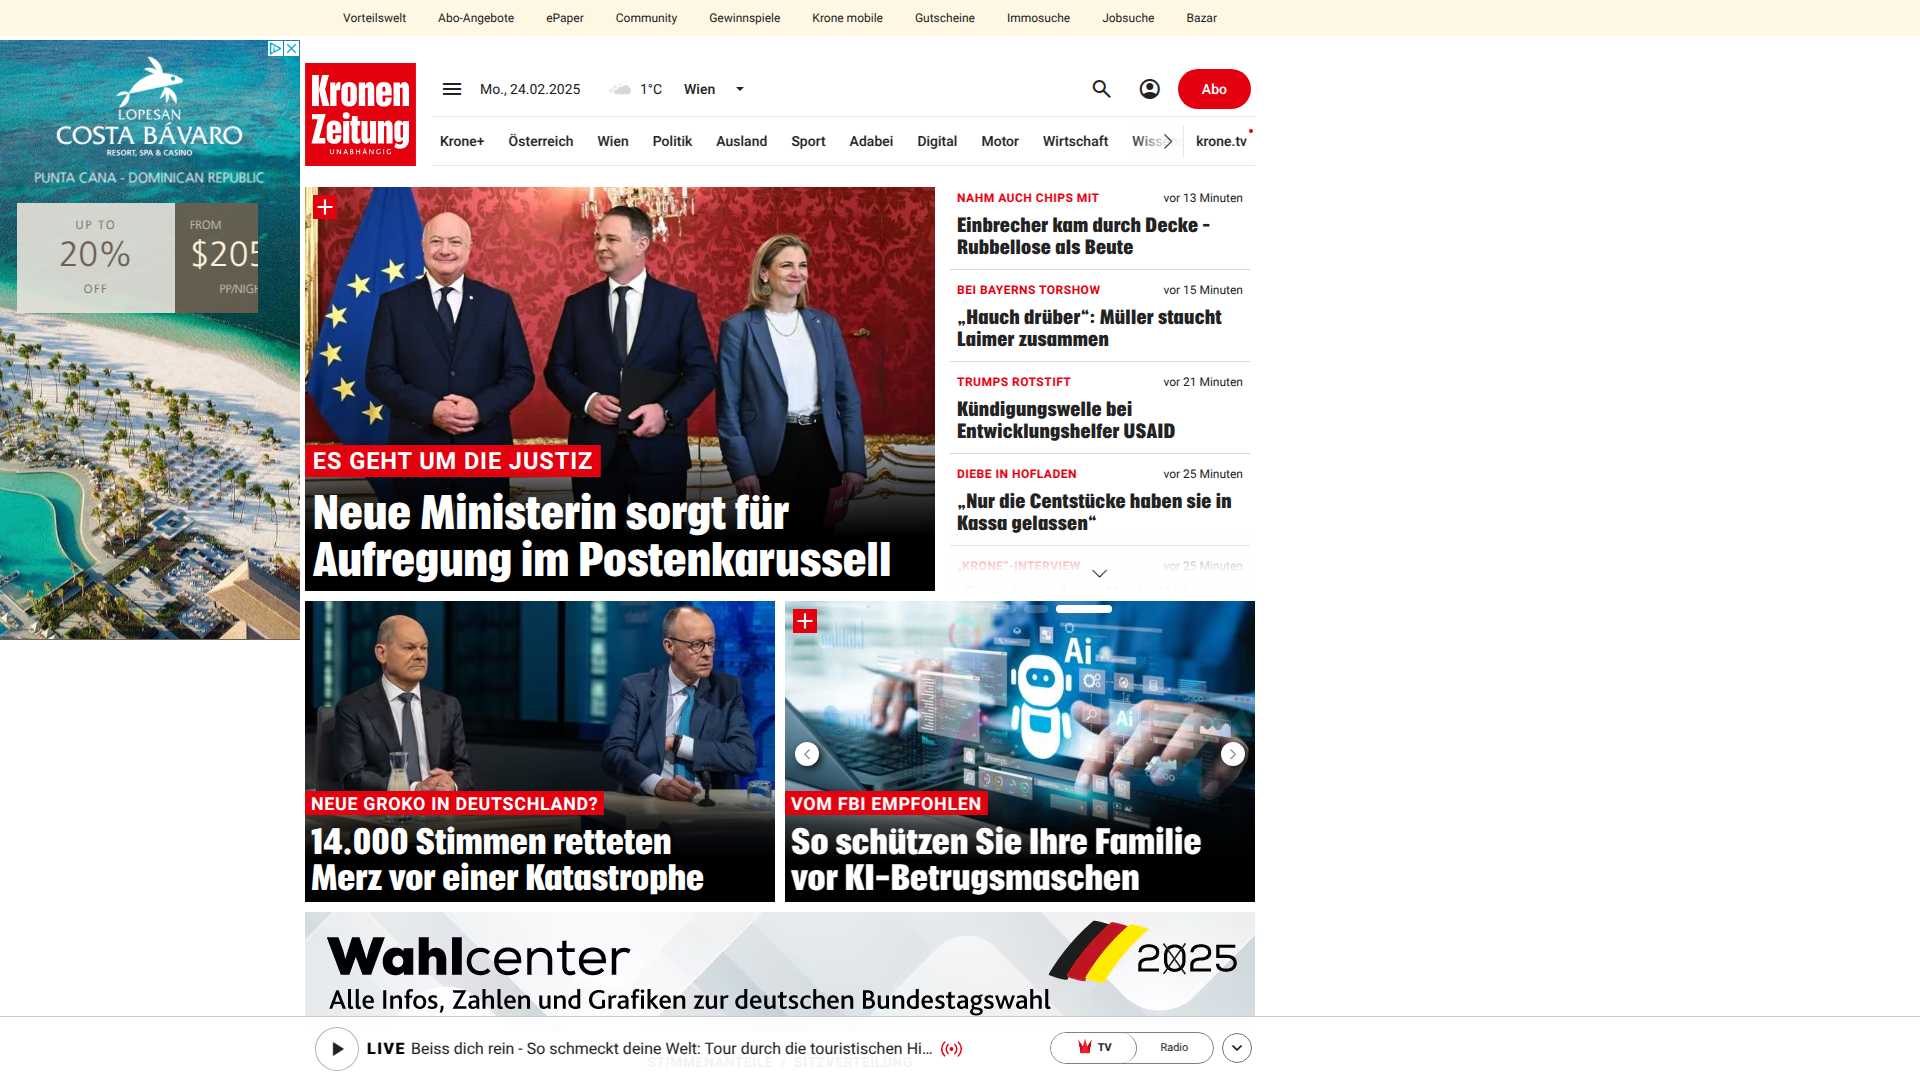 Vorteilswelt Abo-Angebote ePaper Community Gewinnspiele Krone mobile Gutscheine Immosuche Jobsuche Bazar
LOPESAN
COSTA BÁVARO
RESORT, SPA & CASINO
PUNTA CANA - DOMINICAN REPUBLIC
UP TO
20%
OFF
FROM
$205
Kronen
Zeitung
UNABHÄNGIG
Mo., 24.02.2025 1°C Wien
Abo
Krone+ Österreich Wien Politik Ausland Sport Adabei Digital Motor Wirtschaft krone.tv
ES GEHT UM DIE JUSTIZ
Neue Ministerin sorgt für
Aufregung im Postenkarussell
NAHM AUCH CHIPS MIT vor 13 Minuten
Einbrecher kam durch Decke -
Rubbellose als Beute
BEI BAYERNS TORSHOW vor 15 Minuten
„Hauch drüber“: Müller staucht
Laimer zusammen
TRUMPS ROTSTIFT vor 21 Minuten
Kündigungswelle bei
Entwicklungshelfer USAID
DIEBE IN HOFLADEN vor 25 Minuten
„Nur die Centstücke haben sie in
Kassa gelassen“
„KRONE“-INTERVIEW vor 25 Minuten
NEUE GROKO IN DEUTSCHLAND?
14.000 Stimmen retteten
Merz vor einer Katastrophe
Ai
Ai
VOM FBI EMPFOHLEN
So schützen Sie Ihre Familie
vor KI-Betrugsmaschen
Wahlcenter
2025
Alle Infos, Zahlen und Grafiken zur deutschen Bundestagswahl
LIVE Beiss dich rein - So schmeckt deine Welt: Tour durch die touristischen Hi...
TV Radio
STIMMENANTEILE / SITZVERTEILUNG